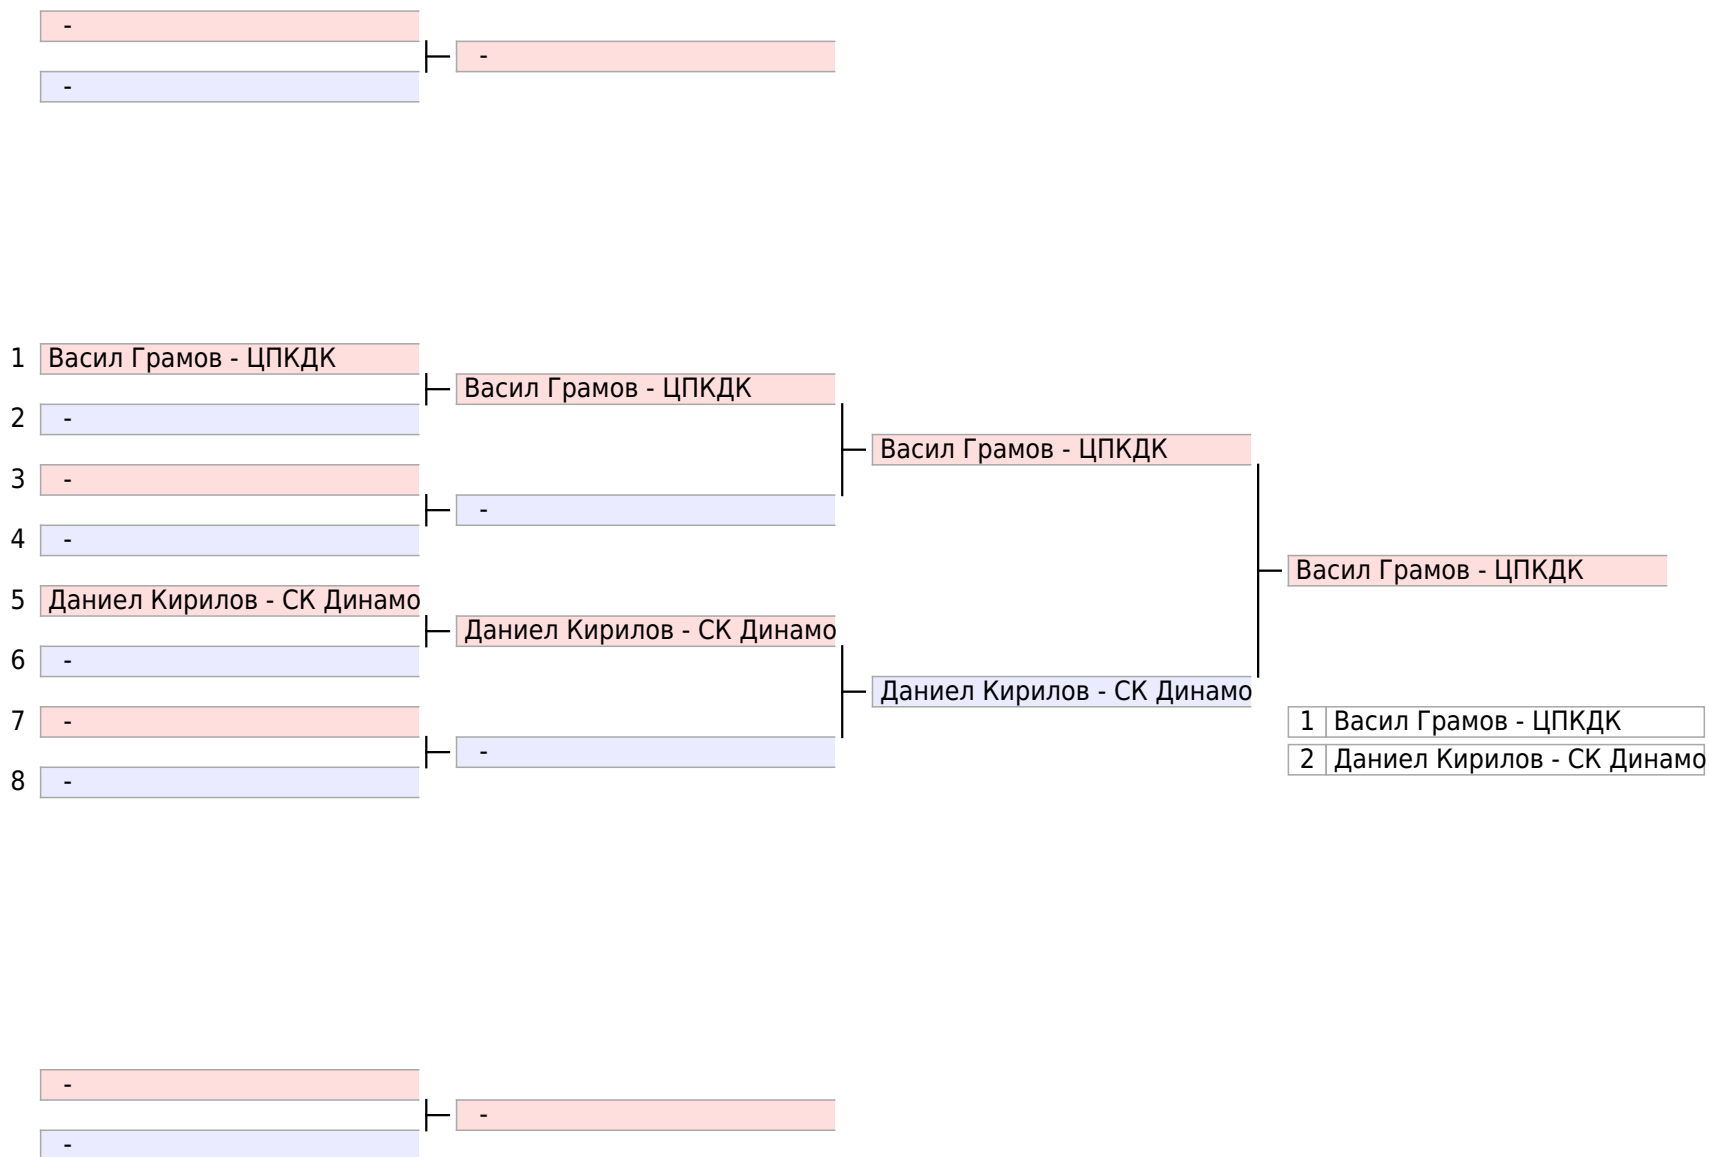 -
-
-
1 Васил Грамов - ЦПКДК
Васил Грамов - ЦПКДК
2 -
Васил Грамов - ЦПКДК
3 -
-
4 -
Васил Грамов - ЦПКДК
5 Даниел Кирилов - СК Динамо
Даниел Кирилов - СК Динамо
6 -
Даниел Кирилов - СК Динамо
7 -
1 Васил Грамов - ЦПКДК
-
2 Даниел Кирилов - СК Динамо
8 -
-
-
-